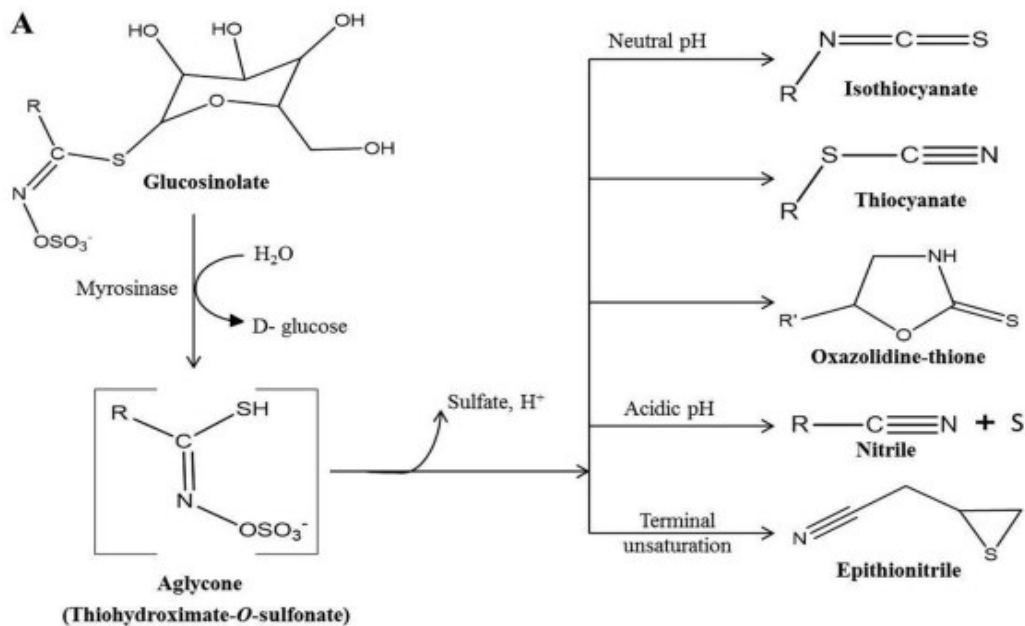 A
HO
HO
OH
O
OH
R
C
S
N
OSO₃⁻
Glucosinolate
Myrosinase
H₂O
D- glucose
R
SH
C
N
OSO₃⁻
Aglycone
(Thiohydroximate-O-sulfonate)
Sulfate, H⁺
Neutral pH
N C S
R
Isothiocyanate
S C N
R
Thiocyanate
NH
R' O S
Oxazolidine-thione
Acidic pH
R C N + S
Nitrile
Terminal
unsaturation
N
S
Epithionitrile